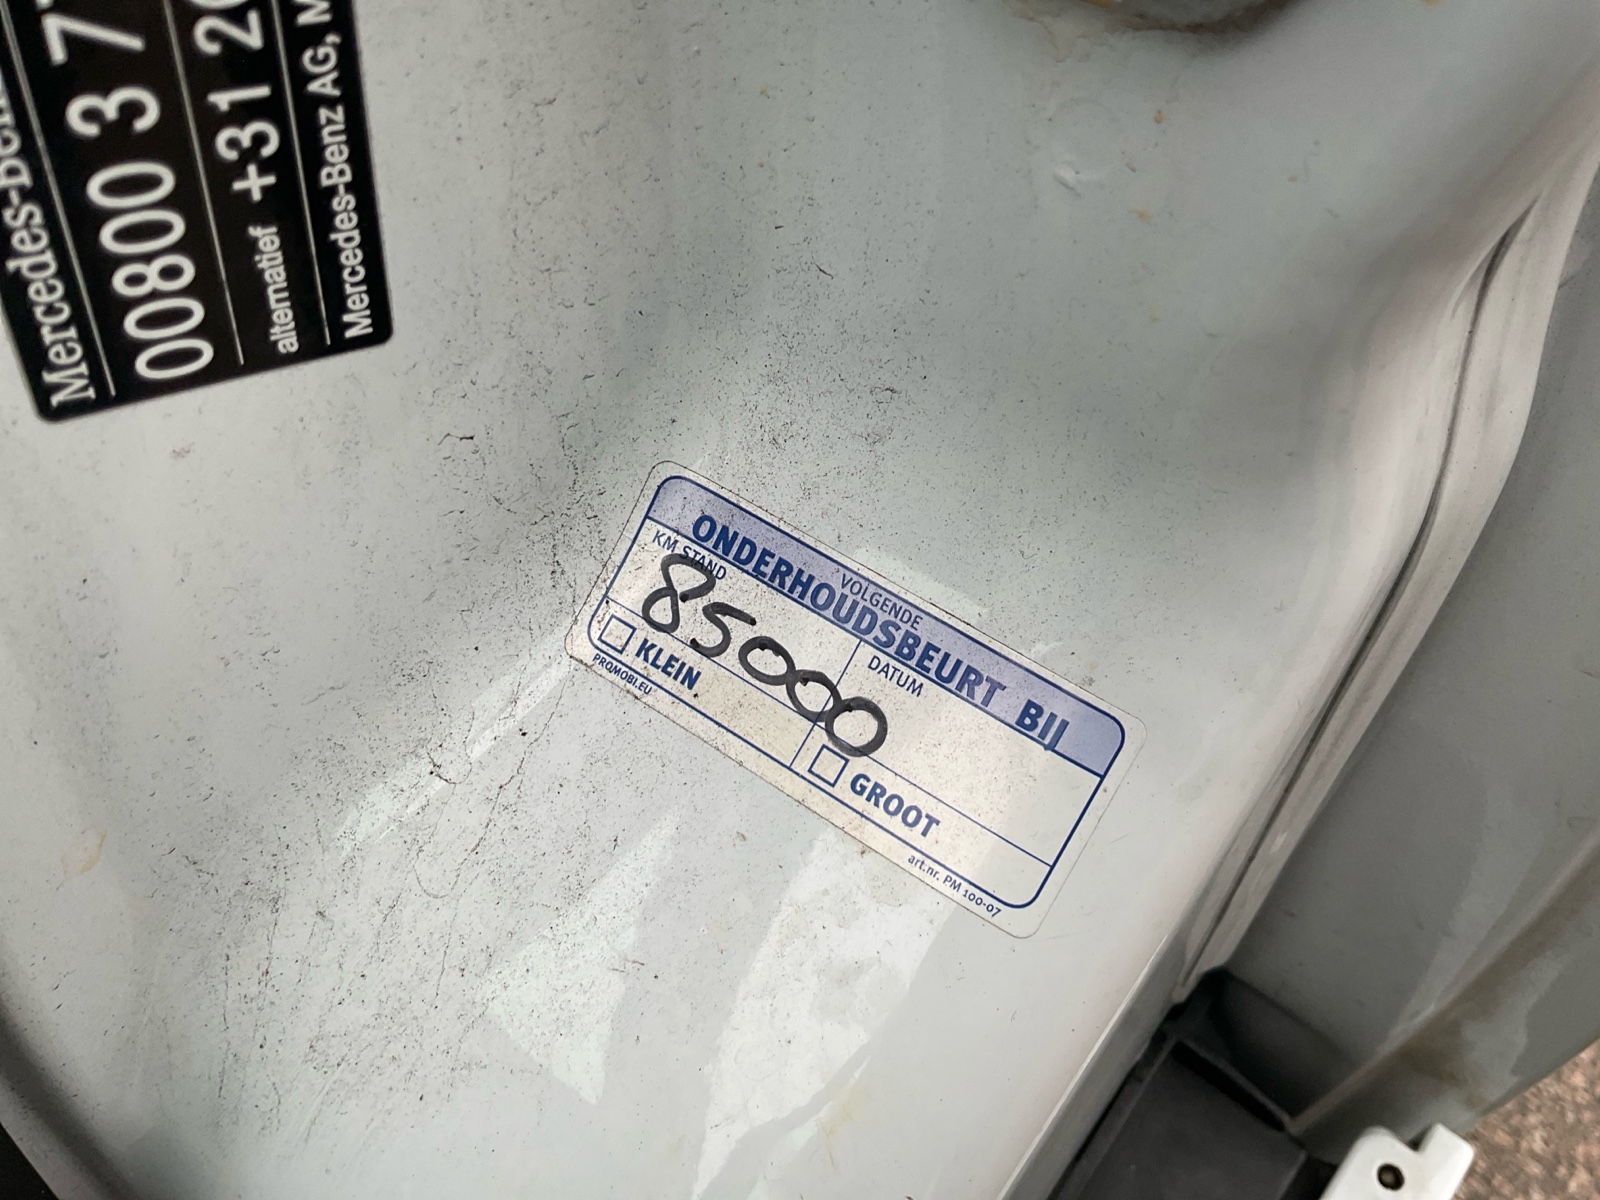 Mercedes-Benz
00800 3 7
alternatief +31 20
Mercedes-Benz AG,
VOLGENDE
ONDERHOUDSBEURT BIJ
KM STAND
DATUM
85000
KLEIN
GROOT
PROMOBI.EU
art.nr. PM 100-07